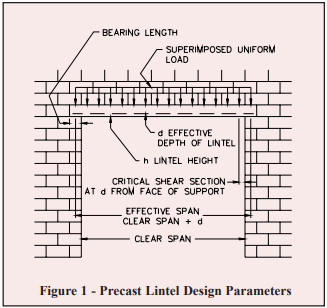 BEARING LENGTH
SUPERIMPOSED UNIFORM
LOAD
d EFFECTIVE
DEPTH OF LINTEL
h LINTEL HEIGHT
CRITICAL SHEAR SECTION
AT d FROM FACE OF SUPPORT
EFFECTIVE SPAN
CLEAR SPAN + d
CLEAR SPAN
Figure 1 - Precast Lintel Design Parameters